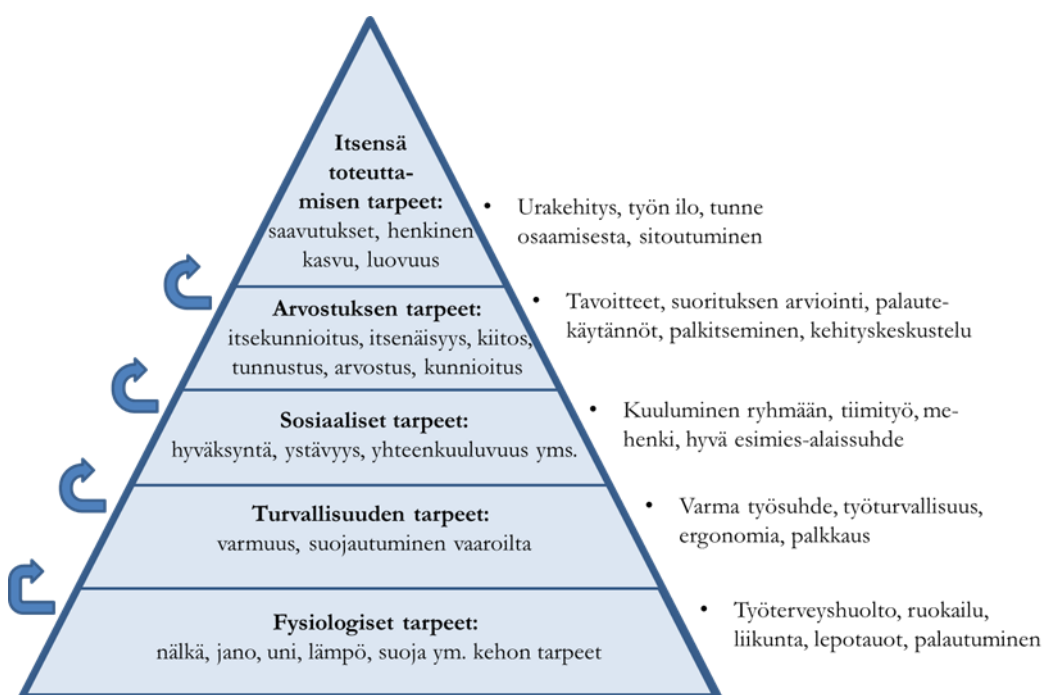 Itsensä
toteutta-
misen tarpeet:
saavutukset, henkinen
kasvu, luovuus
• Urakehitys, työn ilo, tunne
osaamisesta, sitoutuminen
Arvostuksen tarpeet:
itsekunnioitus, itsenäisyys, kiitos,
tunnustus, arvostus, kunnioitus
• Tavoitteet, suorituksen arviointi, palaute-
käytännöt, palkitseminen, kehityskeskustelu
Sosiaaliset tarpeet:
hyväksyntä, ystävyys, yhteenkuuluvuus yms.
• Kuuluminen ryhmään, tiimityö, me-
henki, hyvä esimies-alaissuhde
Turvallisuuden tarpeet:
varmuus, suojautuminen vaaroilta
• Varma työsuhde, työturvallisuus,
ergonomia, palkkaus
Fysiologiset tarpeet:
nälkä, jano, uni, lämpö, suoja ym. kehon tarpeet
• Työterveyshuolto, ruokailu,
liikunta, lepotauot, palautuminen